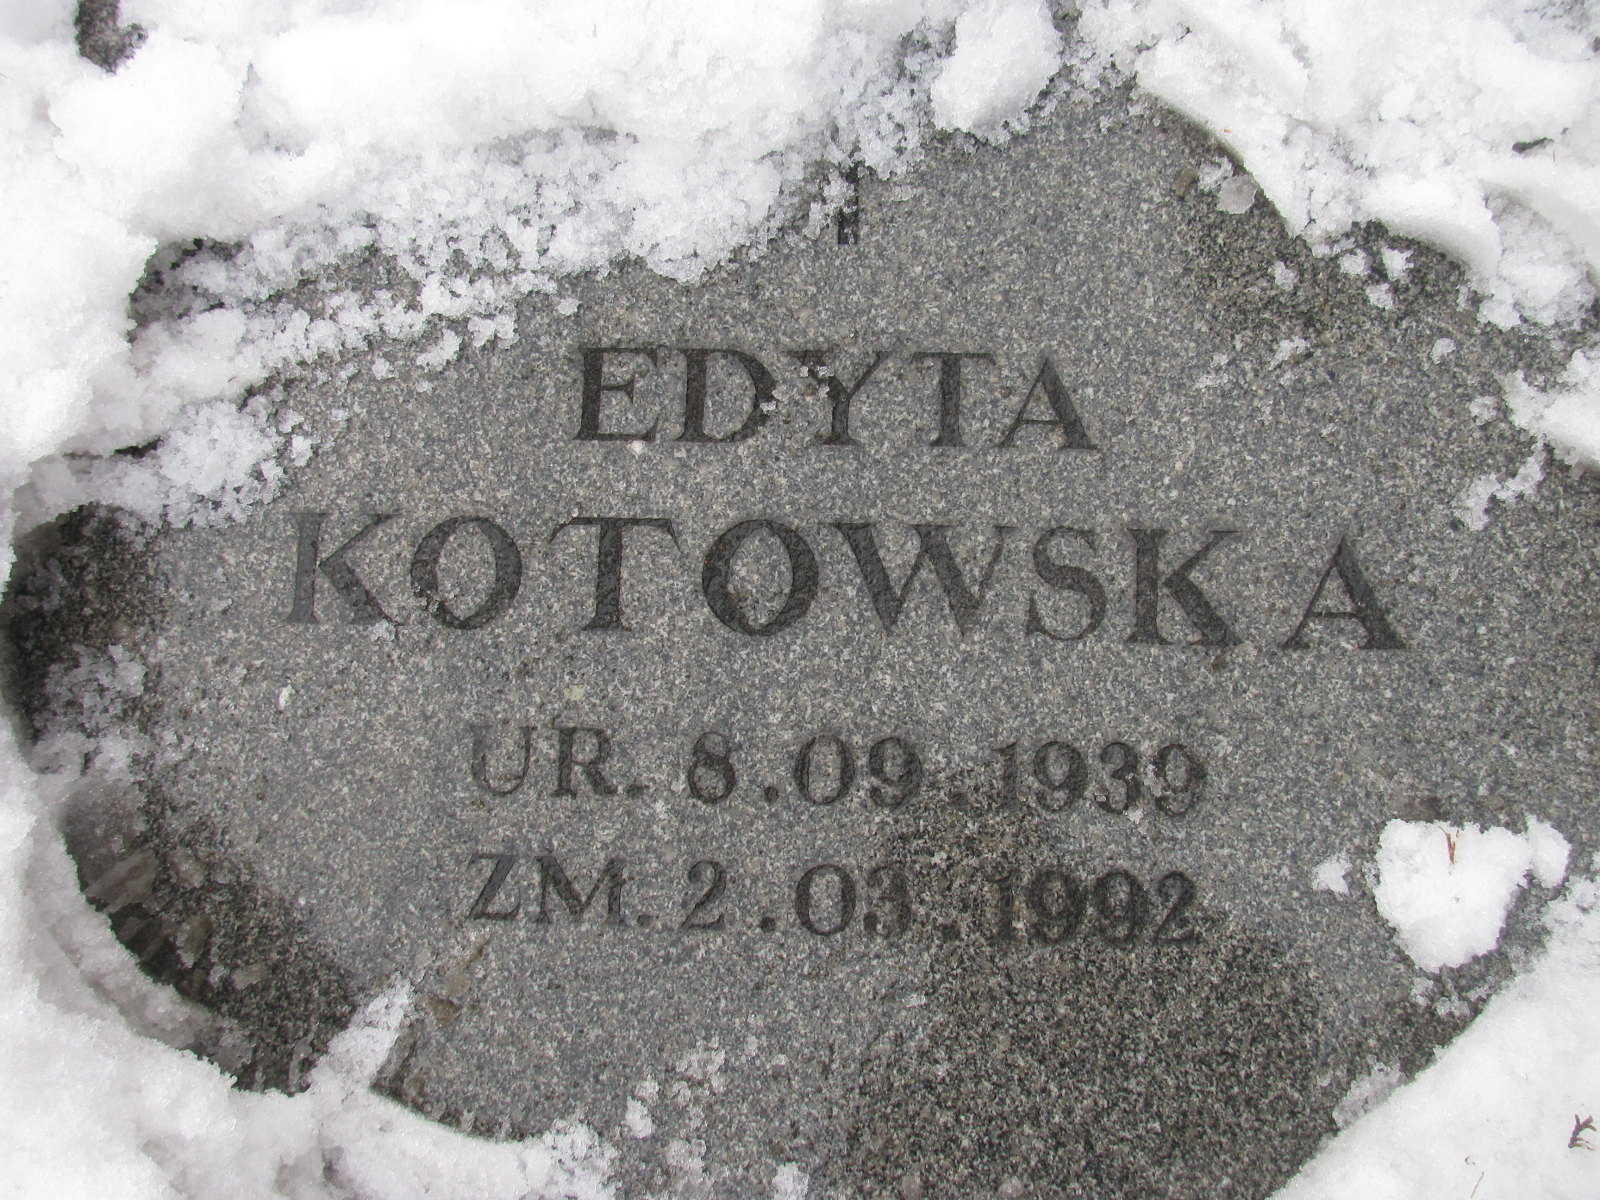 EDYTA
KOTOWSKA
UR. 8.09.1939
ZM. 2.03.1992